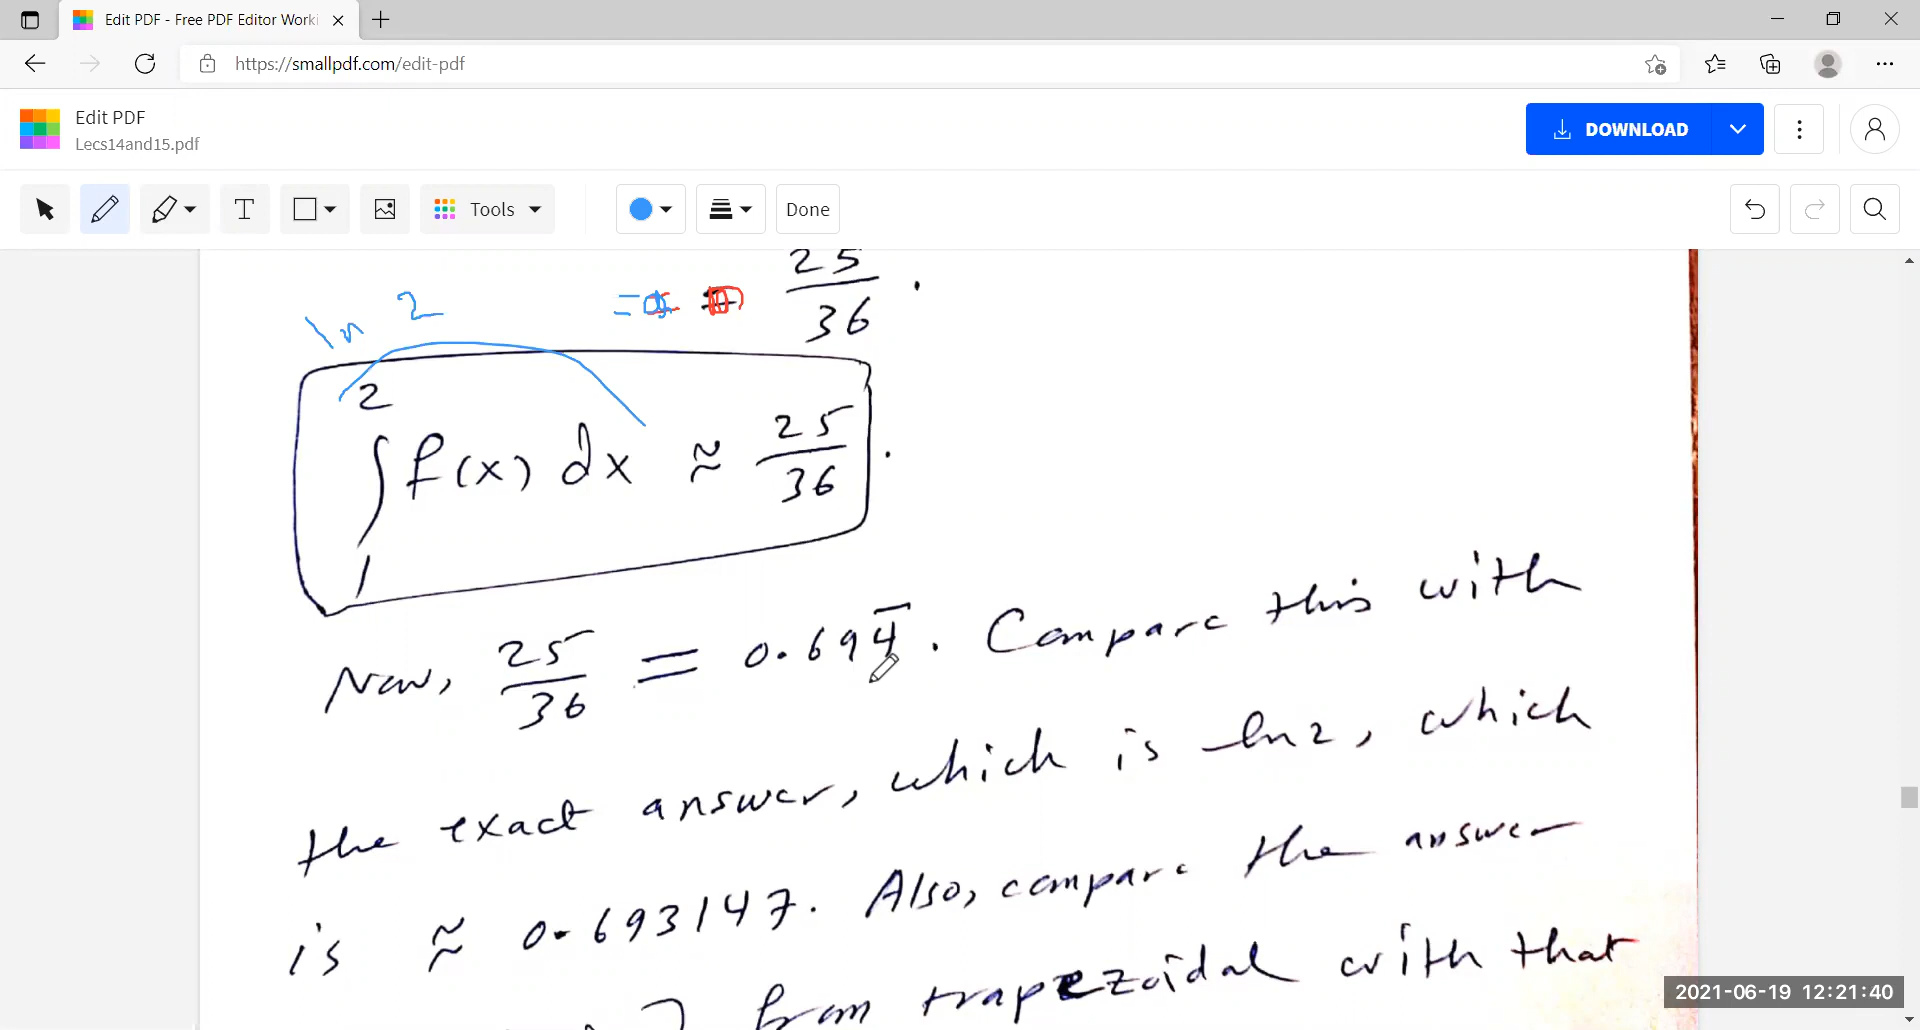 Edit PDF - Free PDF Editor Worki
https://smallpdf.com/edit-pdf
Edit PDF
Lecs14and15.pdf
DOWNLOAD
T
Tools
Done
25
36 .
ln 2
=
2
∫ f(x) dx ≈ 25/36 .
1
Now, 25/36 = 0.694̅ . Compare this with
the exact answer, which is ln 2, which
is ≈ 0.693147. Also, compare the answer
from trapezoidal with that
2021-06-19 12:21:40